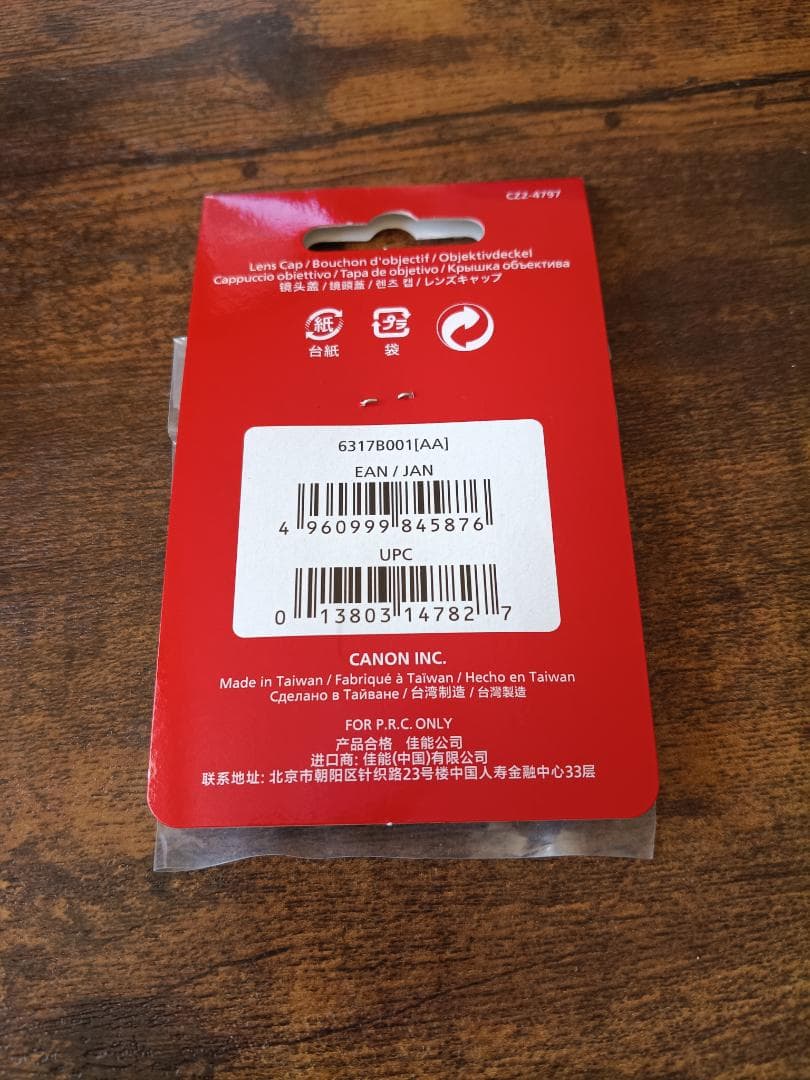 CZ2-4797
Lens Cap / Bouchon d'objectif / Objektivdeckel
Cappuccio obiettivo / Tapa de objetivo / Крышка объектива
镜头盖 / 鏡頭蓋 / 렌즈 캡 / レンズキャップ
紙 プラ
台紙 袋
6317B001[AA]
EAN / JAN
4 960999 845876
UPC
0 13803 14782 7
CANON INC.
Made in Taiwan / Fabriqué à Taïwan / Hecho en Taiwan
Сделано в Тайване / 台湾制造 / 台灣製造
FOR P.R.C. ONLY
产品合格 佳能公司
进口商: 佳能(中国)有限公司
联系地址: 北京市朝阳区针织路23号楼中国人寿金融中心33层